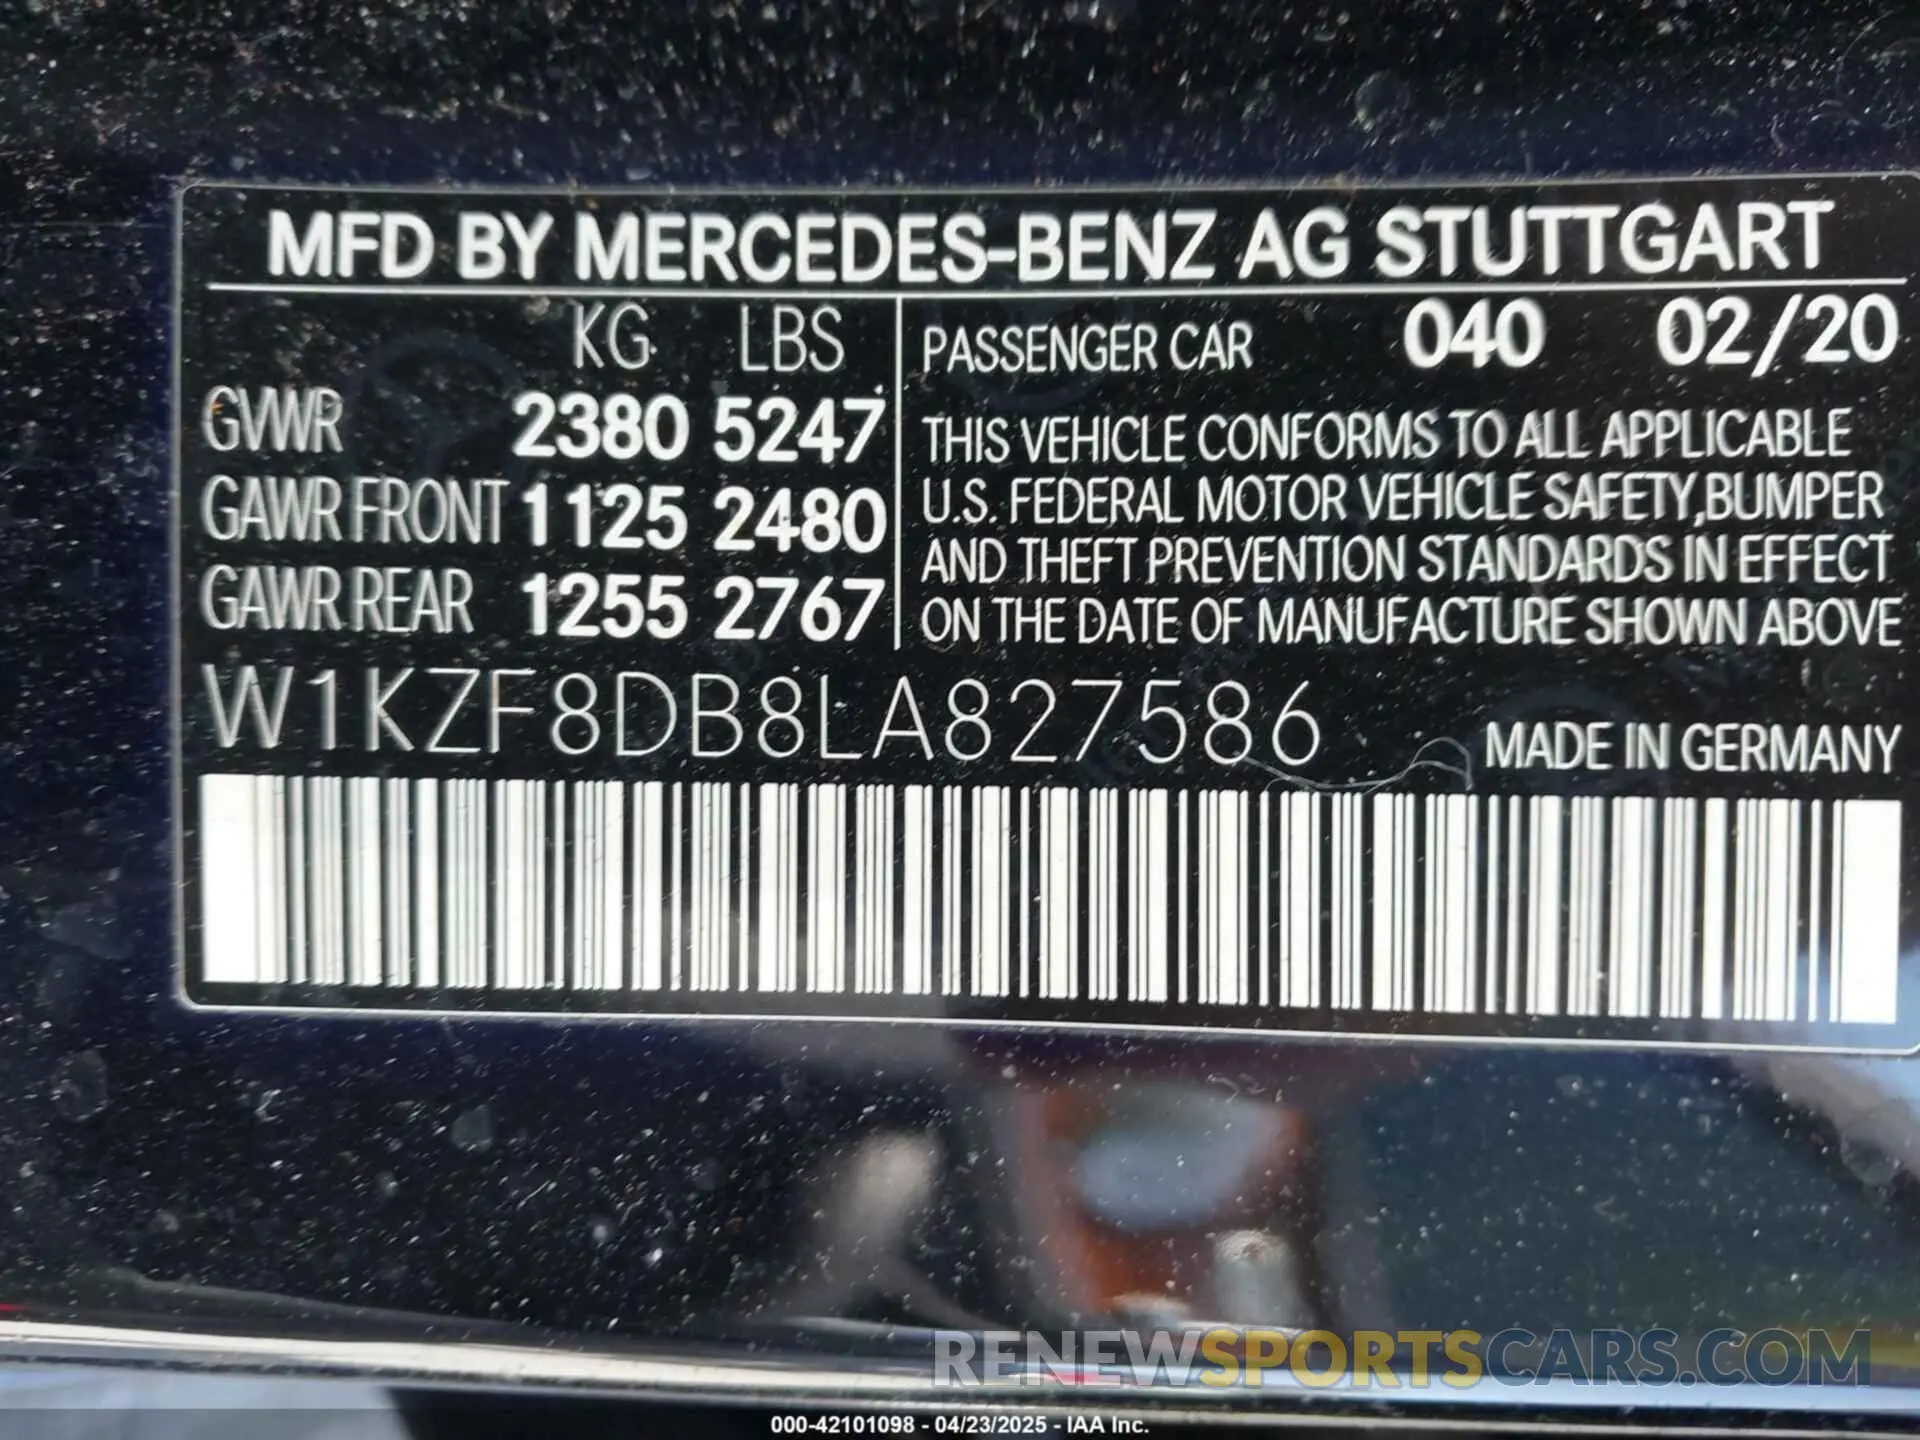 MFD BY MERCEDES-BENZ AG STUTTGART
KG LBS
GVWR 2380 5247
GAWR FRONT 1125 2480
GAWR REAR 1255 2767
PASSENGER CAR 040 02/20
THIS VEHICLE CONFORMS TO ALL APPLICABLE
U.S. FEDERAL MOTOR VEHICLE SAFETY,BUMPER
AND THEFT PREVENTION STANDARDS IN EFFECT
ON THE DATE OF MANUFACTURE SHOWN ABOVE
W1KZF8DB8LA827586
MADE IN GERMANY
RENEWSPORTSCARS.COM
000-42101098 - 04/23/2025 - IAA Inc.